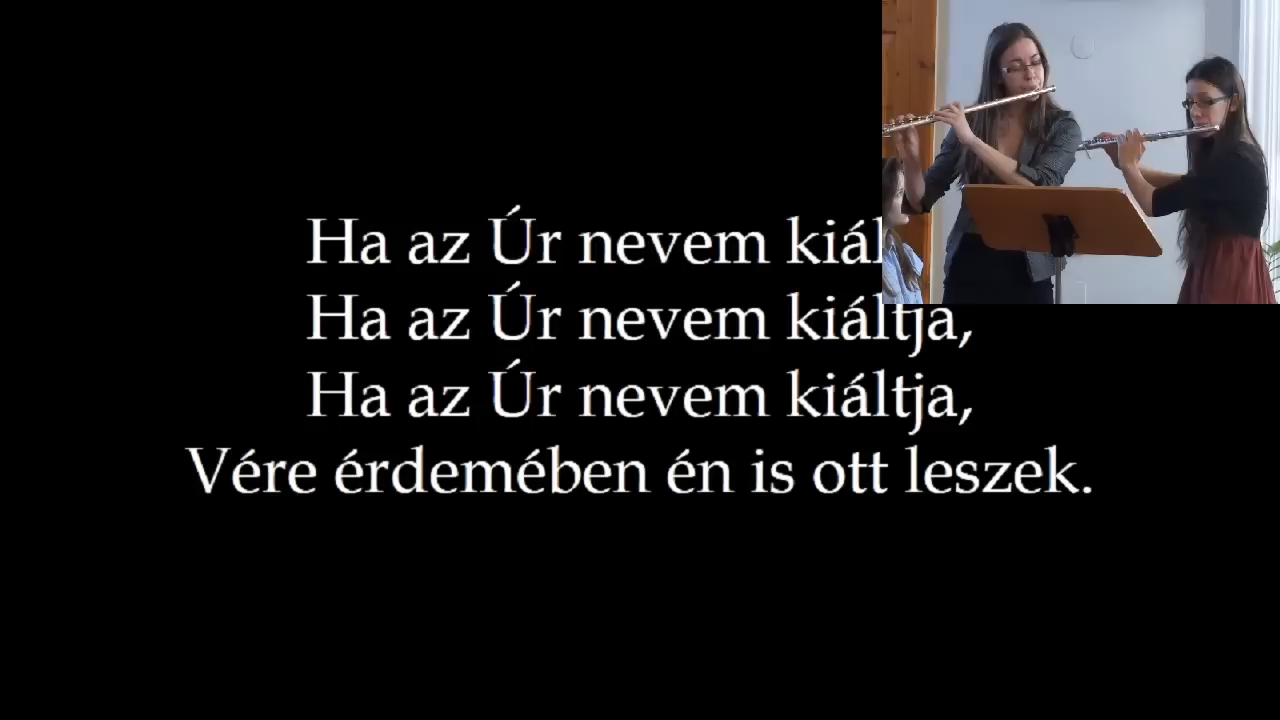 Ha az Úr nevem
Ha az Úr nevem kiáltja,
Ha az Úr nevem kiáltja,
Vére érdemében én is ott leszek.